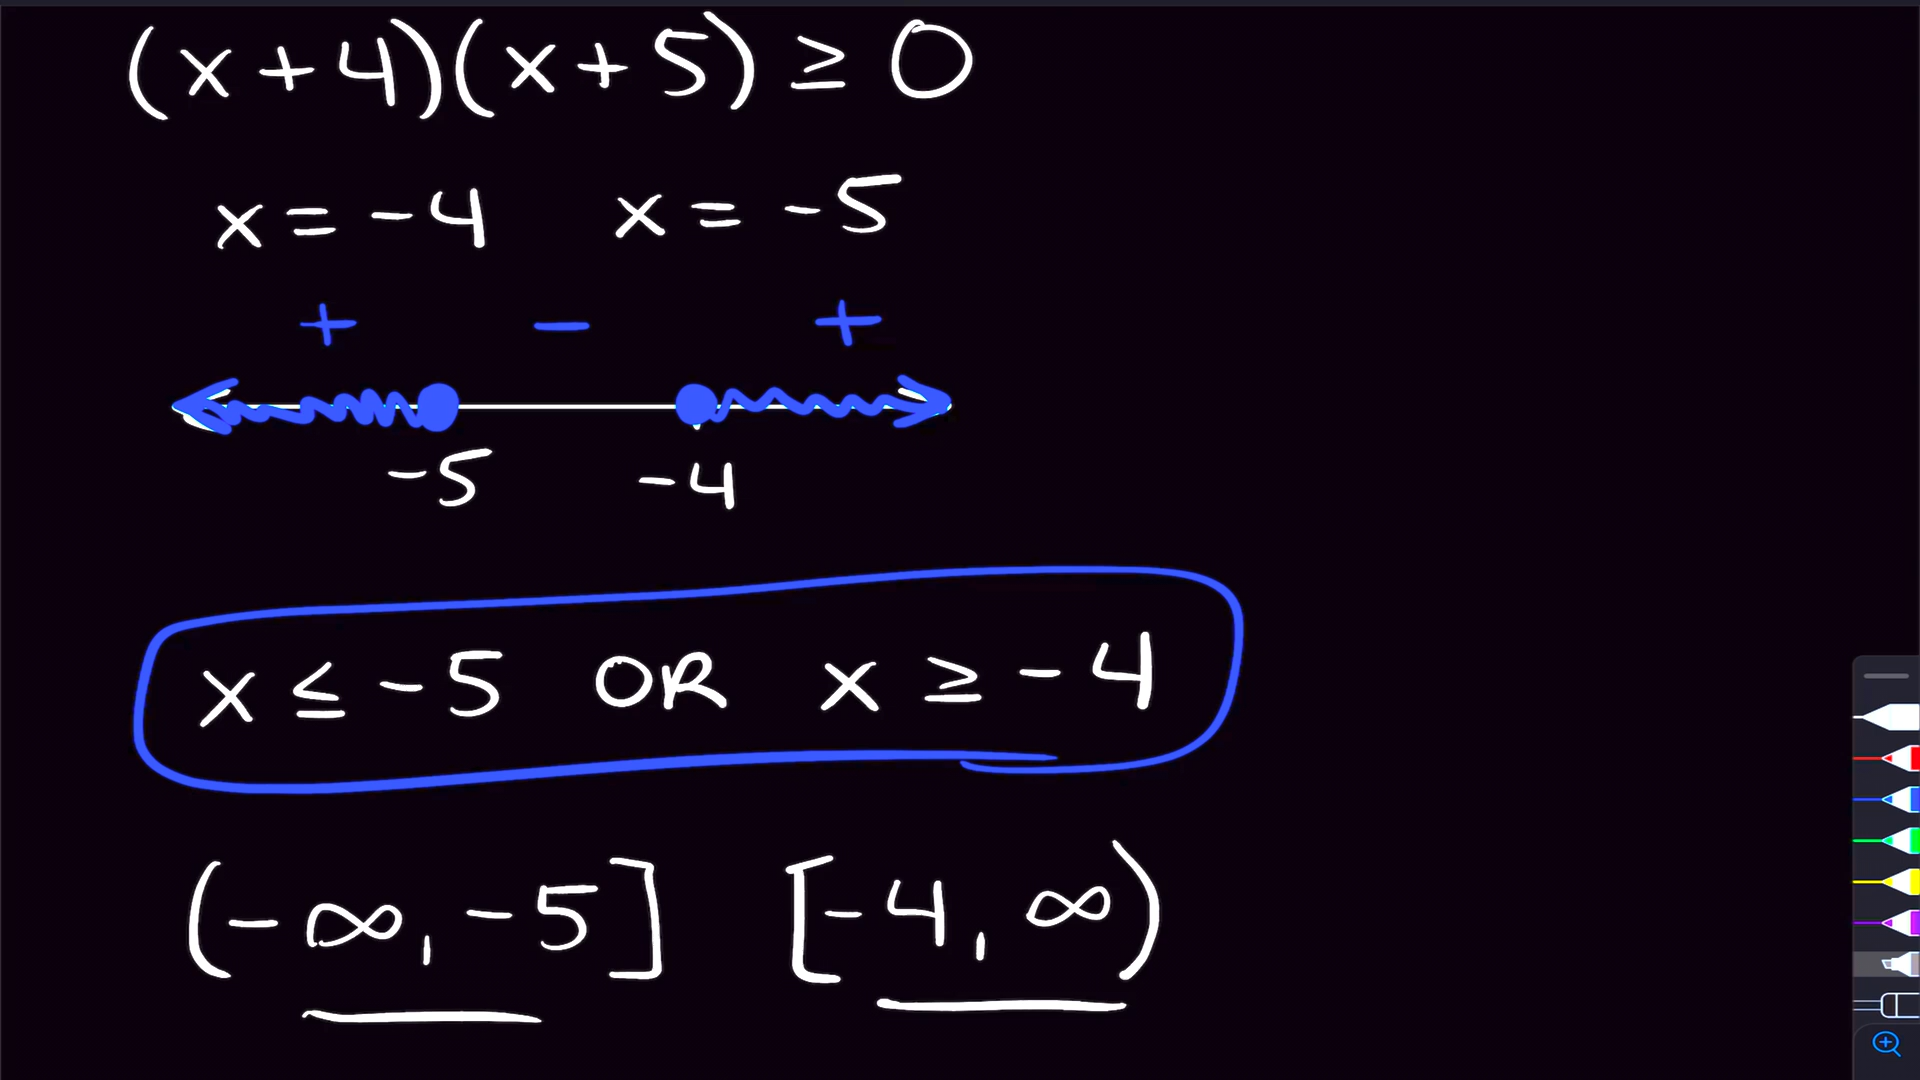 (x+4)(x+5) ≥ 0
x = -4 x = -5
+ - +
-5 -4
x ≤ -5 OR x ≥ -4
(-∞, -5] [-4, ∞)